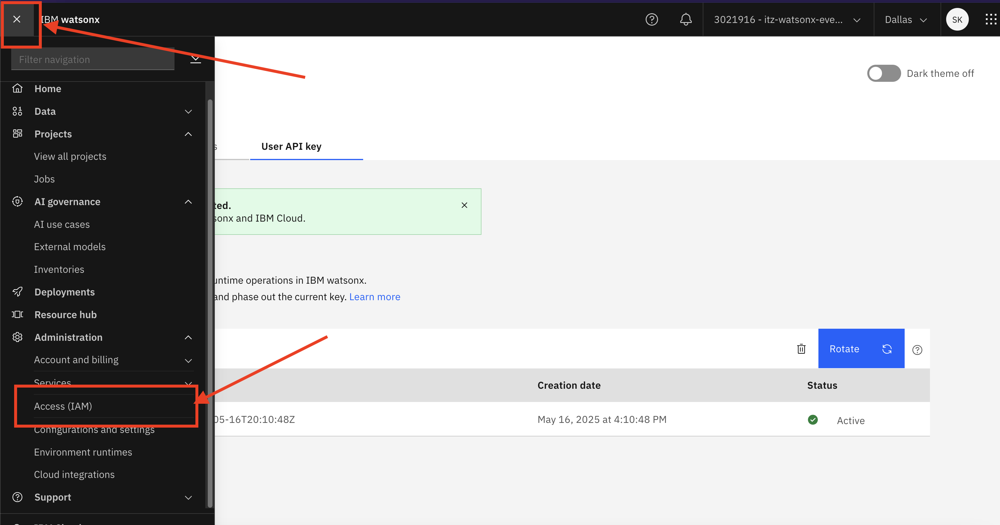 IBM watsonx
3021916 - itz-watsonx-eve...
Dallas
SK
Filter navigation
Dark theme off
Home
Data
Projects
View all projects
Jobs
AI governance
AI use cases
External models
Inventories
Deployments
Resource hub
Administration
Account and billing
Services
Access (IAM)
Configurations and settings
Environment runtimes
Cloud integrations
Support
s
User API key
ted.
sonx and IBM Cloud.
untime operations in IBM watsonx.
and phase out the current key. Learn more
Rotate
Creation date
Status
05-16T20:10:48Z
May 16, 2025 at 4:10:48 PM
Active